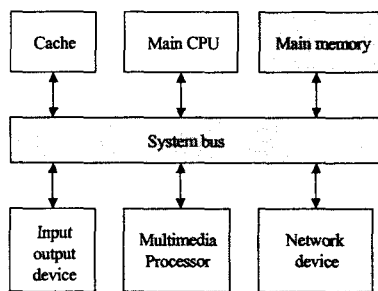 Cache
Main CPU
Main memory
System bus
Input
output
device
Multimedia
Processor
Network
device